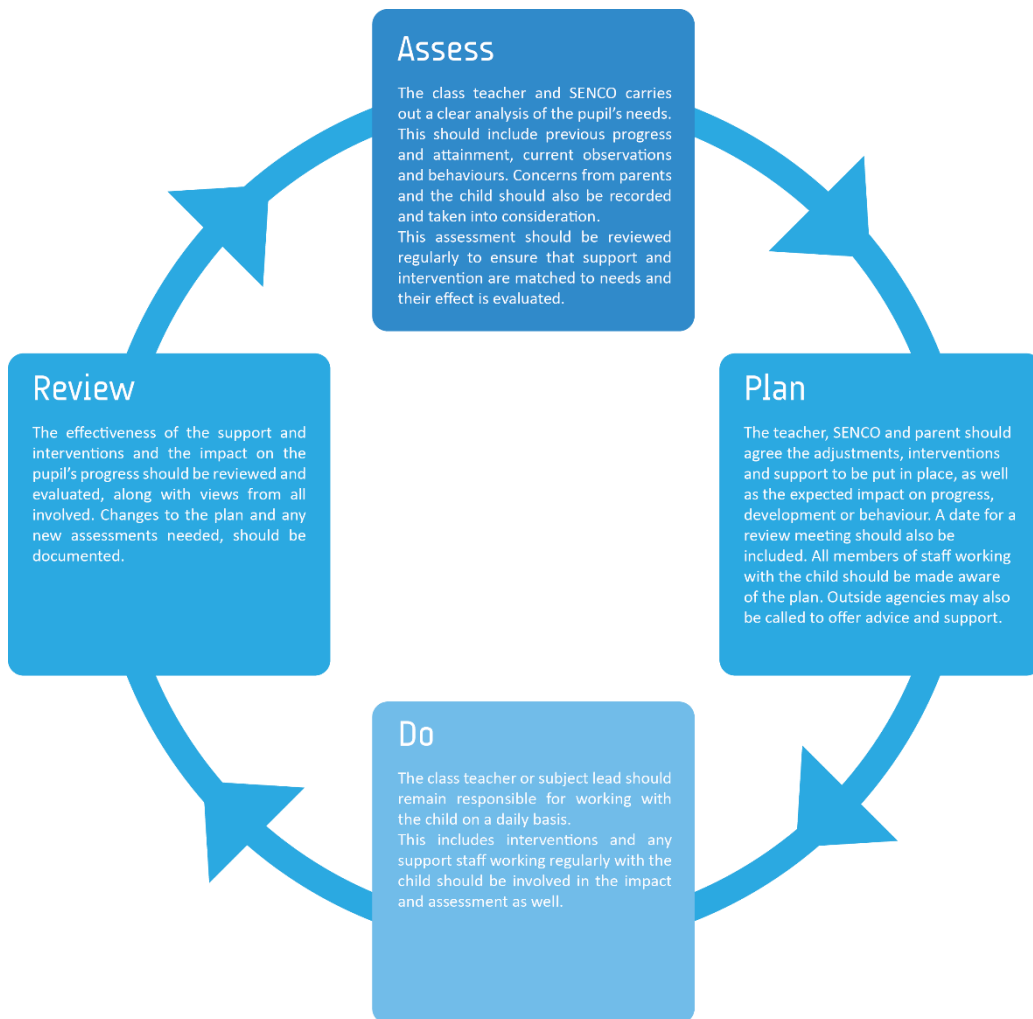 Assess
The class teacher and SENCO carries
out a clear analysis of the pupil's needs.
This should include previous progress
and attainment, current observations
and behaviours. Concerns from parents
and the child should also be recorded
and taken into consideration.
This assessment should be reviewed
regularly to ensure that support and
intervention are matched to needs and
their effect is evaluated.
Plan
The teacher, SENCO and parent should
agree the adjustments, interventions
and support to be put in place, as well
as the expected impact on progress,
development or behaviour. A date for a
review meeting should also be
included. All members of staff working
with the child should be made aware
of the plan. Outside agencies may also
be called to offer advice and support.
Do
The class teacher or subject lead should
remain responsible for working with
the child on a daily basis.
This includes interventions and any
support staff working regularly with the
child should be involved in the impact
and assessment as well.
Review
The effectiveness of the support and
interventions and the impact on the
pupil's progress should be reviewed and
evaluated, along with views from all
involved. Changes to the plan and any
new assessments needed, should be
documented.